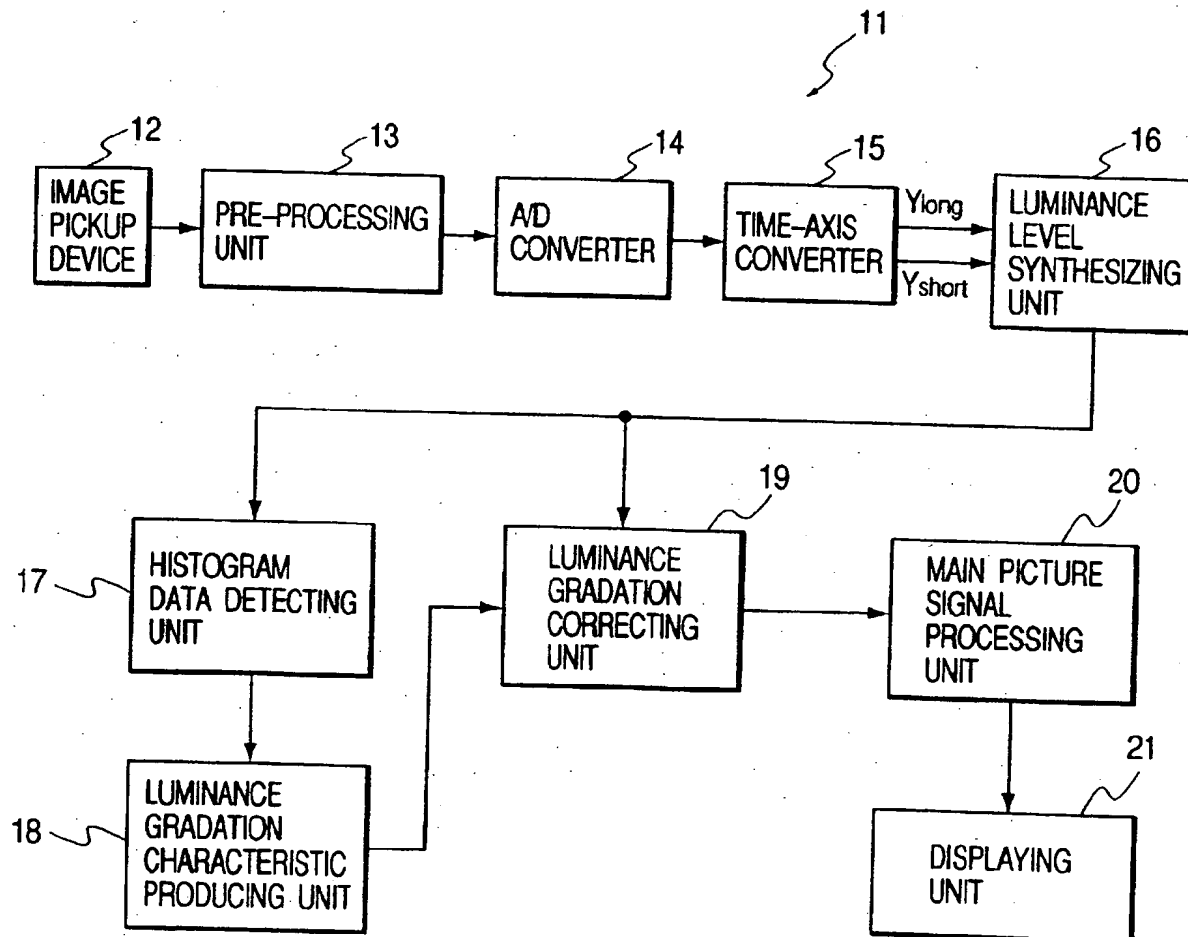 11
12
IMAGE
PICKUP
DEVICE
13
PRE-PROCESSING
UNIT
14
A/D
CONVERTER
15
TIME-AXIS
CONVERTER
Ylong
Yshort
16
LUMINANCE
LEVEL
SYNTHESIZING
UNIT
17
HISTOGRAM
DATA DETECTING
UNIT
18
LUMINANCE
GRADATION
CHARACTERISTIC
PRODUCING UNIT
19
LUMINANCE
GRADATION
CORRECTING
UNIT
20
MAIN PICTURE
SIGNAL
PROCESSING
UNIT
21
DISPLAYING
UNIT